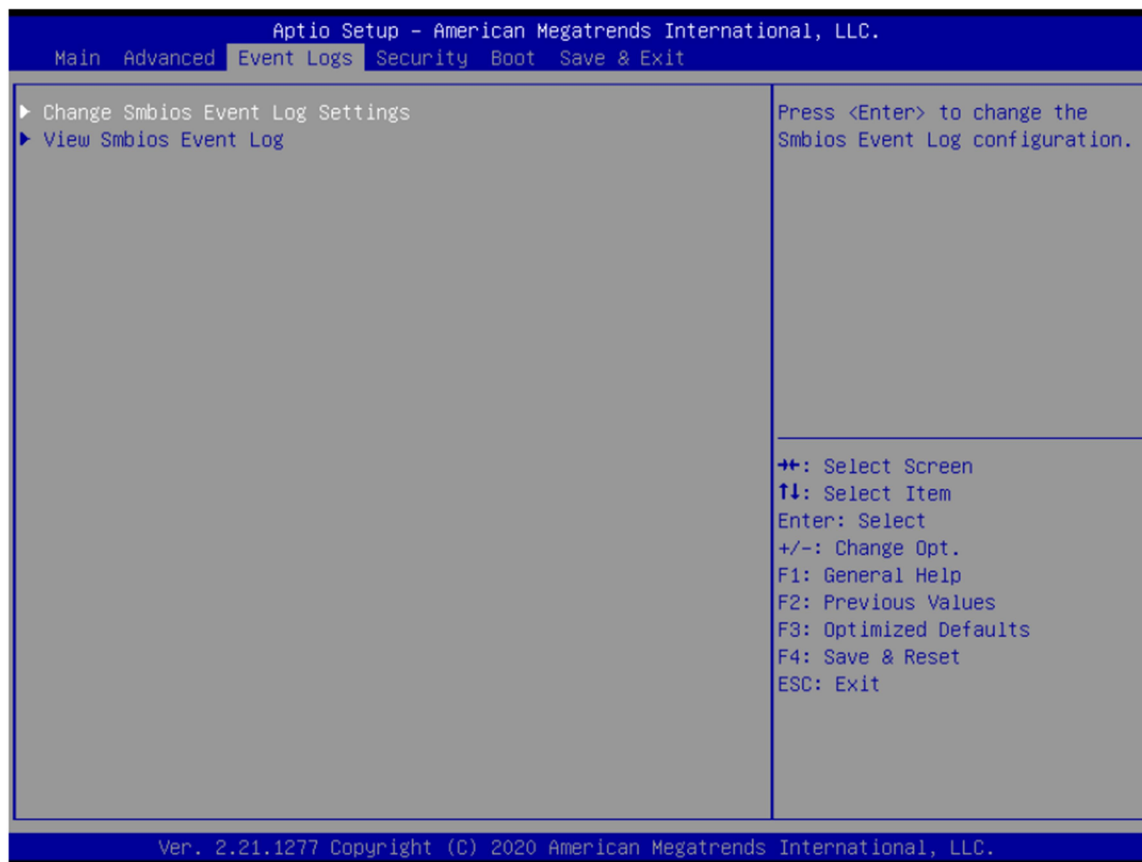 Aptio Setup – American Megatrends International, LLC.
Main Advanced Event Logs Security Boot Save & Exit
▶ Change Smbios Event Log Settings
▶ View Smbios Event Log
Press <Enter> to change the
Smbios Event Log configuration.
→←: Select Screen
↑↓: Select Item
Enter: Select
+/-: Change Opt.
F1: General Help
F2: Previous Values
F3: Optimized Defaults
F4: Save & Reset
ESC: Exit
Ver. 2.21.1277 Copyright (C) 2020 American Megatrends International, LLC.